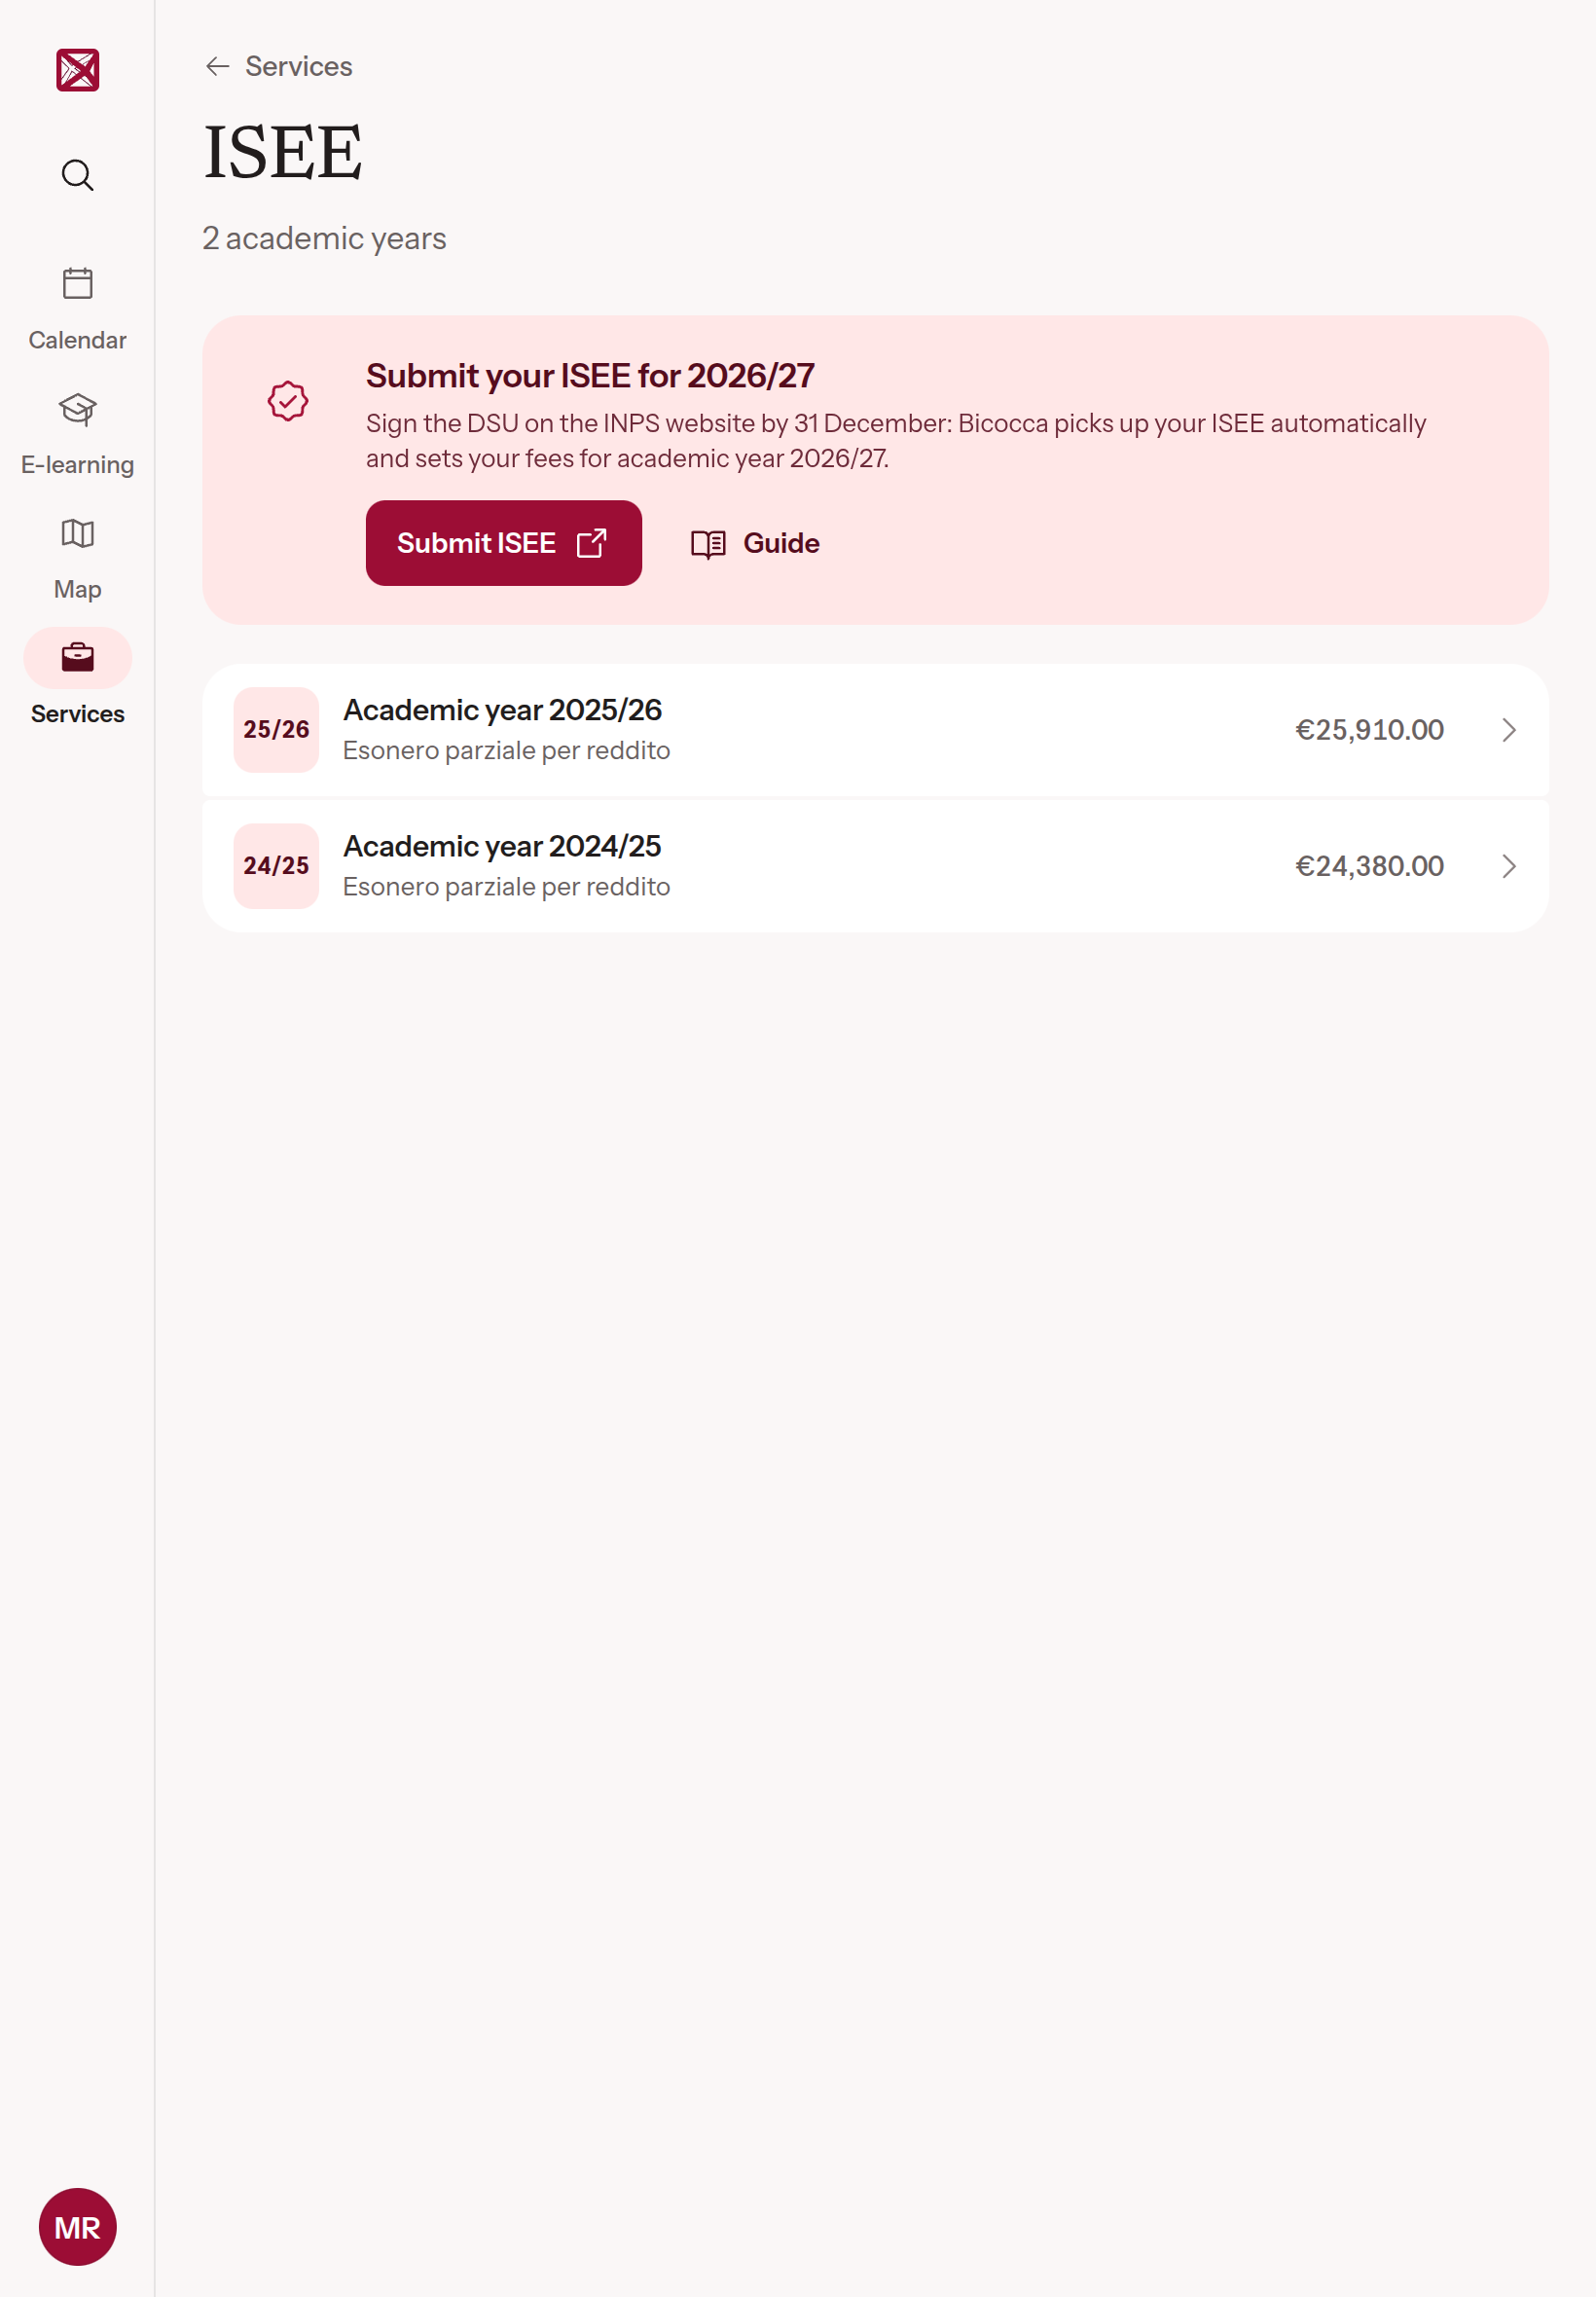 Services
ISEE
2 academic years
Calendar
E-learning
Map
Services
Submit your ISEE for 2026/27
Sign the DSU on the INPS website by 31 December: Bicocca picks up your ISEE automatically
and sets your fees for academic year 2026/27.
Submit ISEE
Guide
25/26
Academic year 2025/26
Esonero parziale per reddito
€25,910.00
24/25
Academic year 2024/25
Esonero parziale per reddito
€24,380.00
MR